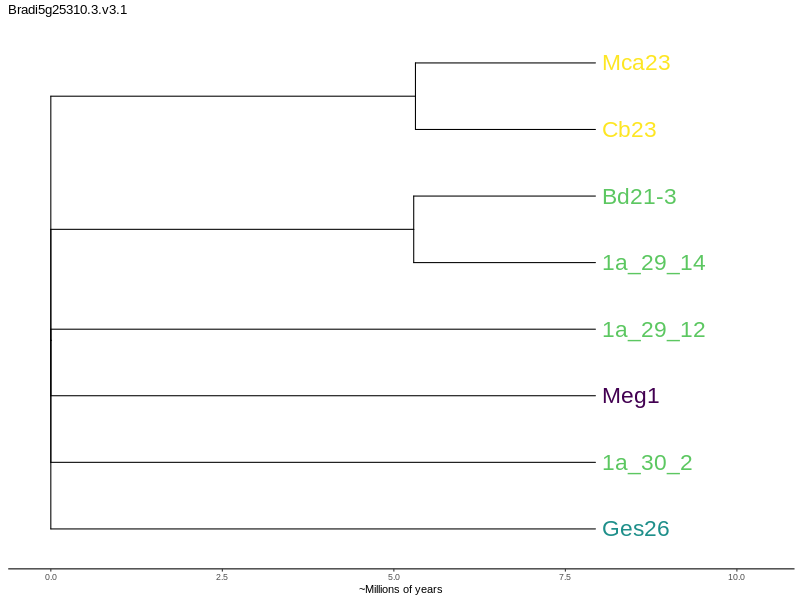 Bradi5g25310.3.v3.1
Mca23
Cb23
Bd21-3
1a_29_14
1a_29_12
Meg1
1a_30_2
Ges26
0.0 2.5 5.0 7.5 10.0
~Millions of years